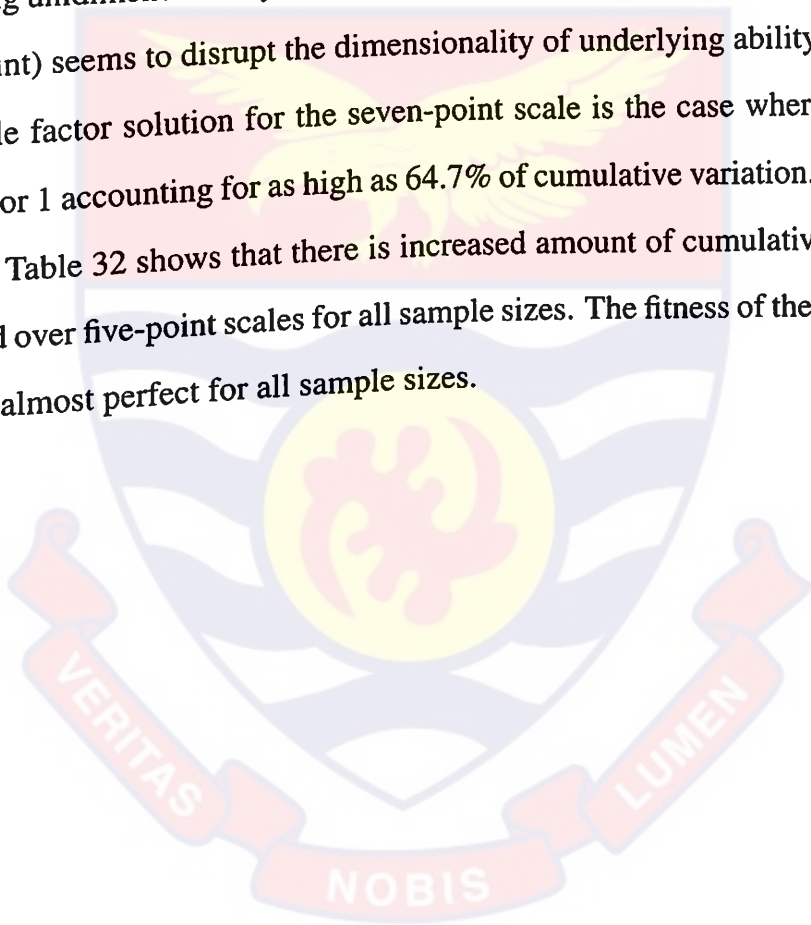 int) seems to disrupt the dimensionality of underlying ability
le factor solution for the seven-point scale is the case wher
or 1 accounting for as high as 64.7% of cumulative variation.
Table 32 shows that there is increased amount of cumulativ
d over five-point scales for all sample sizes. The fitness of the
almost perfect for all sample sizes.
VERITAS
NOBIS
LUMEN